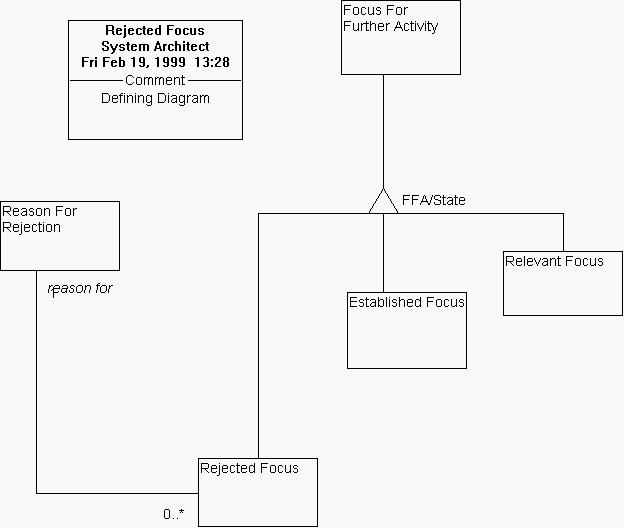 Rejected Focus
System Architect
Fri Feb 19, 1999  13:28
Comment
Defining Diagram
Focus For
Further Activity
FFA/State
Reason For
Rejection
reason for
Relevant Focus
Established Focus
Rejected Focus
0..*